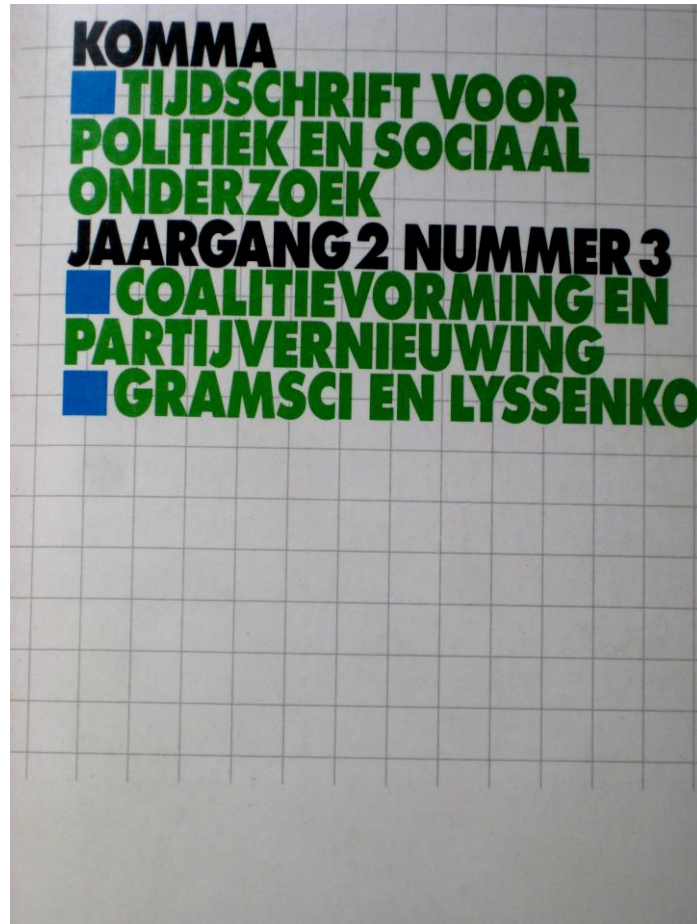 KOMMA
TIJDSCHRIFT VOOR
POLITIEK EN SOCIAAL
ONDERZOEK
JAARGANG 2 NUMMER 3
COALITIEVORMING EN
PARTIJVERNIEUWING
GRAMSCI EN LYSSENKO